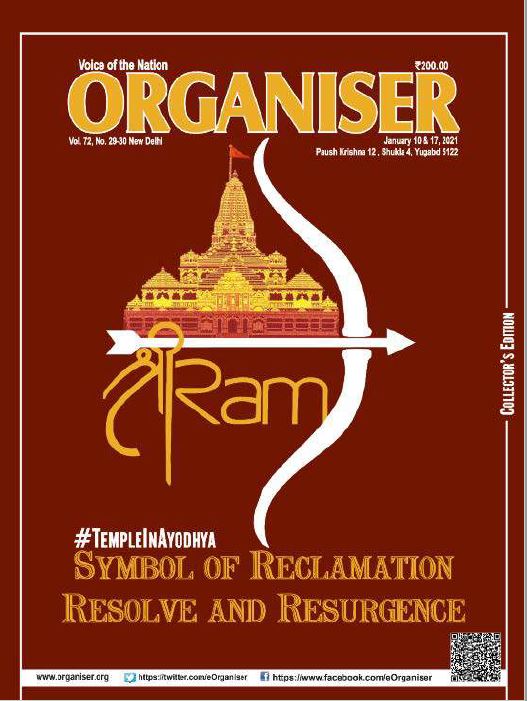 Voice of the Nation
₹200.00
ORGANISER
Vol. 72, No. 29-30 New Delhi
January 10 & 17, 2021
Paush Krishna 12 , Shukla 4, Yugabd 5122
श्रीRam
COLLECTOR'S EDITION
#TEMPLEINAYODHYA
SYMBOL OF RECLAMATION
RESOLVE AND RESURGENCE
www.organiser.org https://twitter.com/eOrganiser https://www.facebook.com/eOrganiser